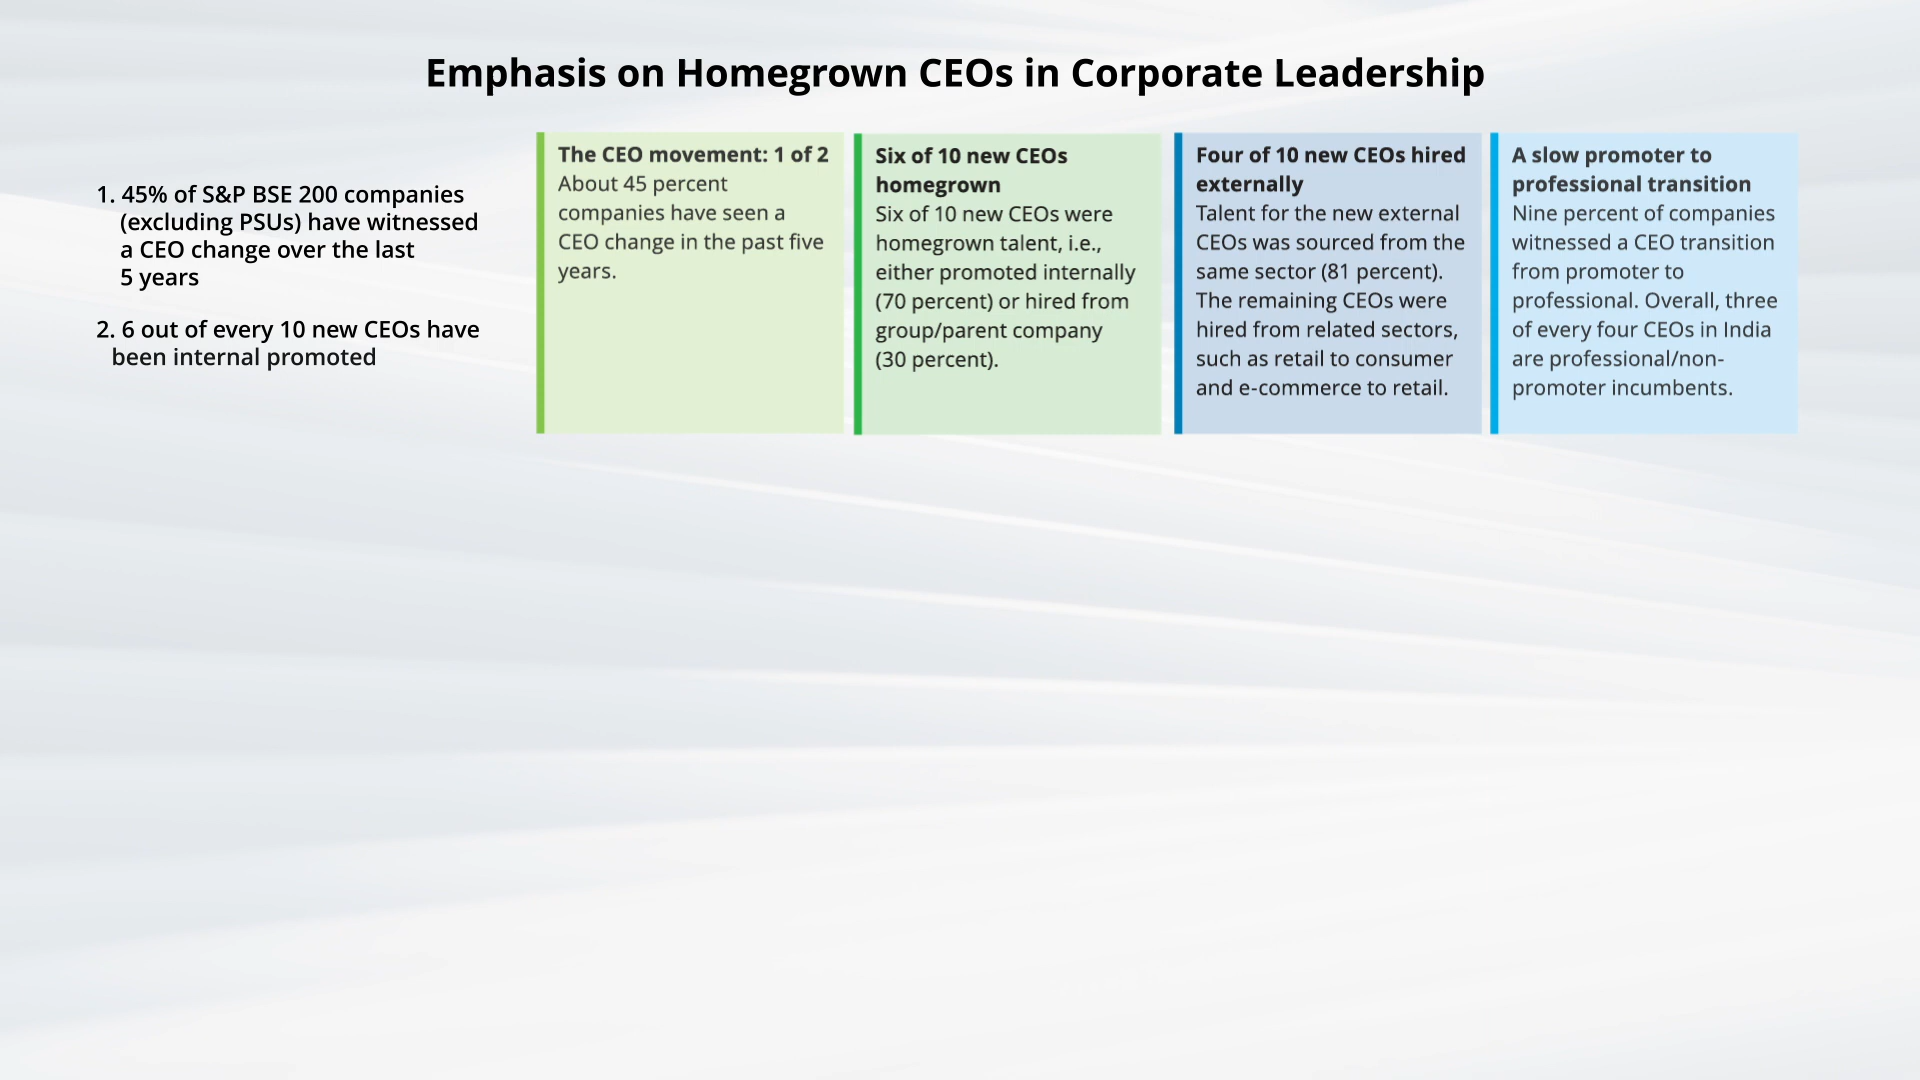 Emphasis on Homegrown CEOs in Corporate Leadership
1. 45% of S&P BSE 200 companies
(excluding PSUs) have witnessed
a CEO change over the last
5 years
2. 6 out of every 10 new CEOs have
been internal promoted
The CEO movement: 1 of 2
About 45 percent
companies have seen a
CEO change in the past five
years.
Six of 10 new CEOs
homegrown
Six of 10 new CEOs were
homegrown talent, i.e.,
either promoted internally
(70 percent) or hired from
group/parent company
(30 percent).
Four of 10 new CEOs hired
externally
Talent for the new external
CEOs was sourced from the
same sector (81 percent).
The remaining CEOs were
hired from related sectors,
such as retail to consumer
and e-commerce to retail.
A slow promoter to
professional transition
Nine percent of companies
witnessed a CEO transition
from promoter to
professional. Overall, three
of every four CEOs in India
are professional/non-
promoter incumbents.